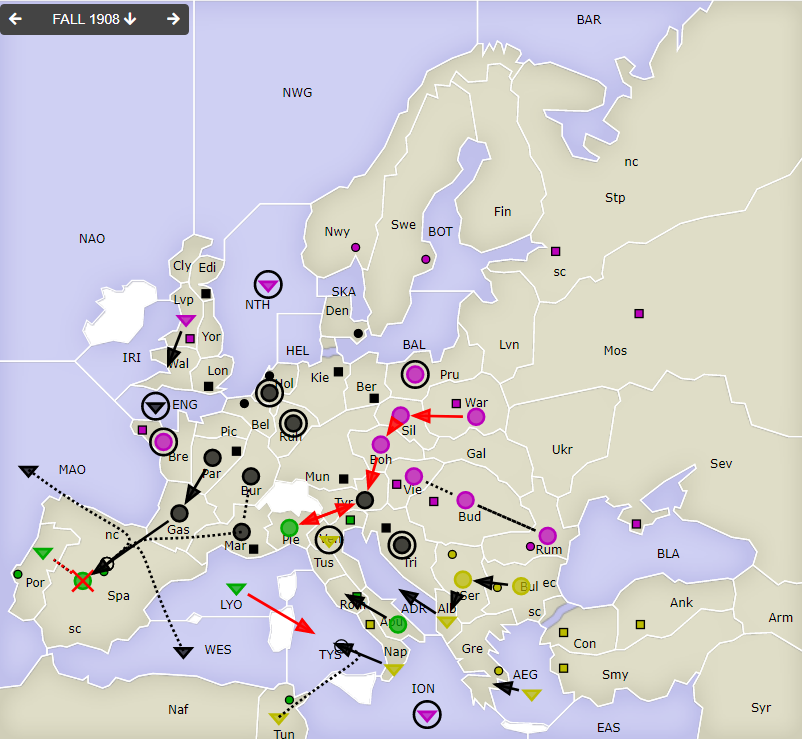 FALL 1908
BAR
NWG
nc
Stp
Nwy
Swe
BOT
Fin
NAO
Cly
Edi
sc
SKA
Lvp
NTH
Den
BAL
Lvn
Mos
IRI
Yor
HEL
Wal
Lon
Kie
Pru
Hol
Ber
War
ENG
Bel
Sil
Ruh
Pic
Gal
Ukr
Bre
Boh
Par
Mun
Sev
MAO
Bur
Vie
Tyr
Bud
Gas
nc
Pie
Ven
Rum
Mar
Tri
BLA
Tus
Por
Spa
Bul
ec
Ser
LYO
Rom
ADR
Alb
Ank
sc
Apu
sc
Arm
Con
WES
TYS
Nap
Gre
AEG
Smy
ION
Naf
Syr
EAS
Tun